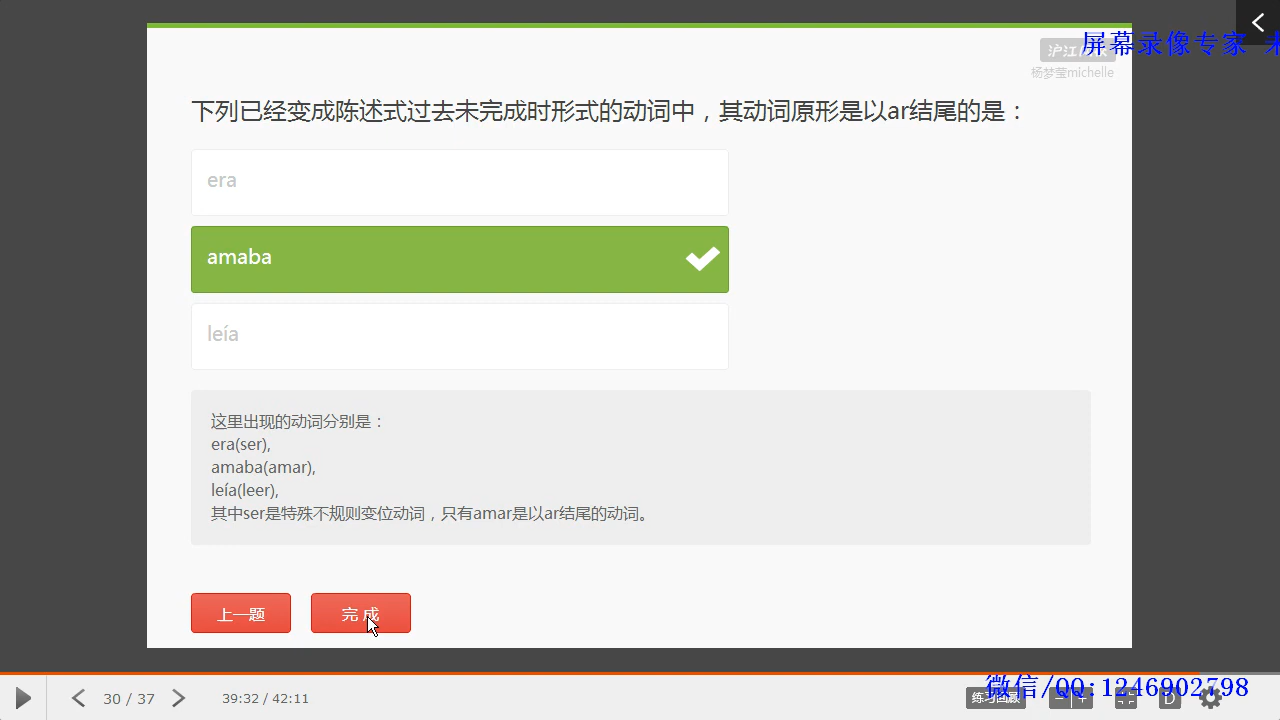 屏幕录像专家 未
沪江
杨梦莹michelle
下列已经变成陈述式过去未完成时形式的动词中，其动词原形是以ar结尾的是：
era
amaba
leía
这里出现的动词分别是：
era(ser),
amaba(amar),
leía(leer),
其中ser是特殊不规则变位动词，只有amar是以ar结尾的动词。
上一题
完 成
30 / 37
39:32 / 42:11
微信/QQ:1246902798
练习回顾
D